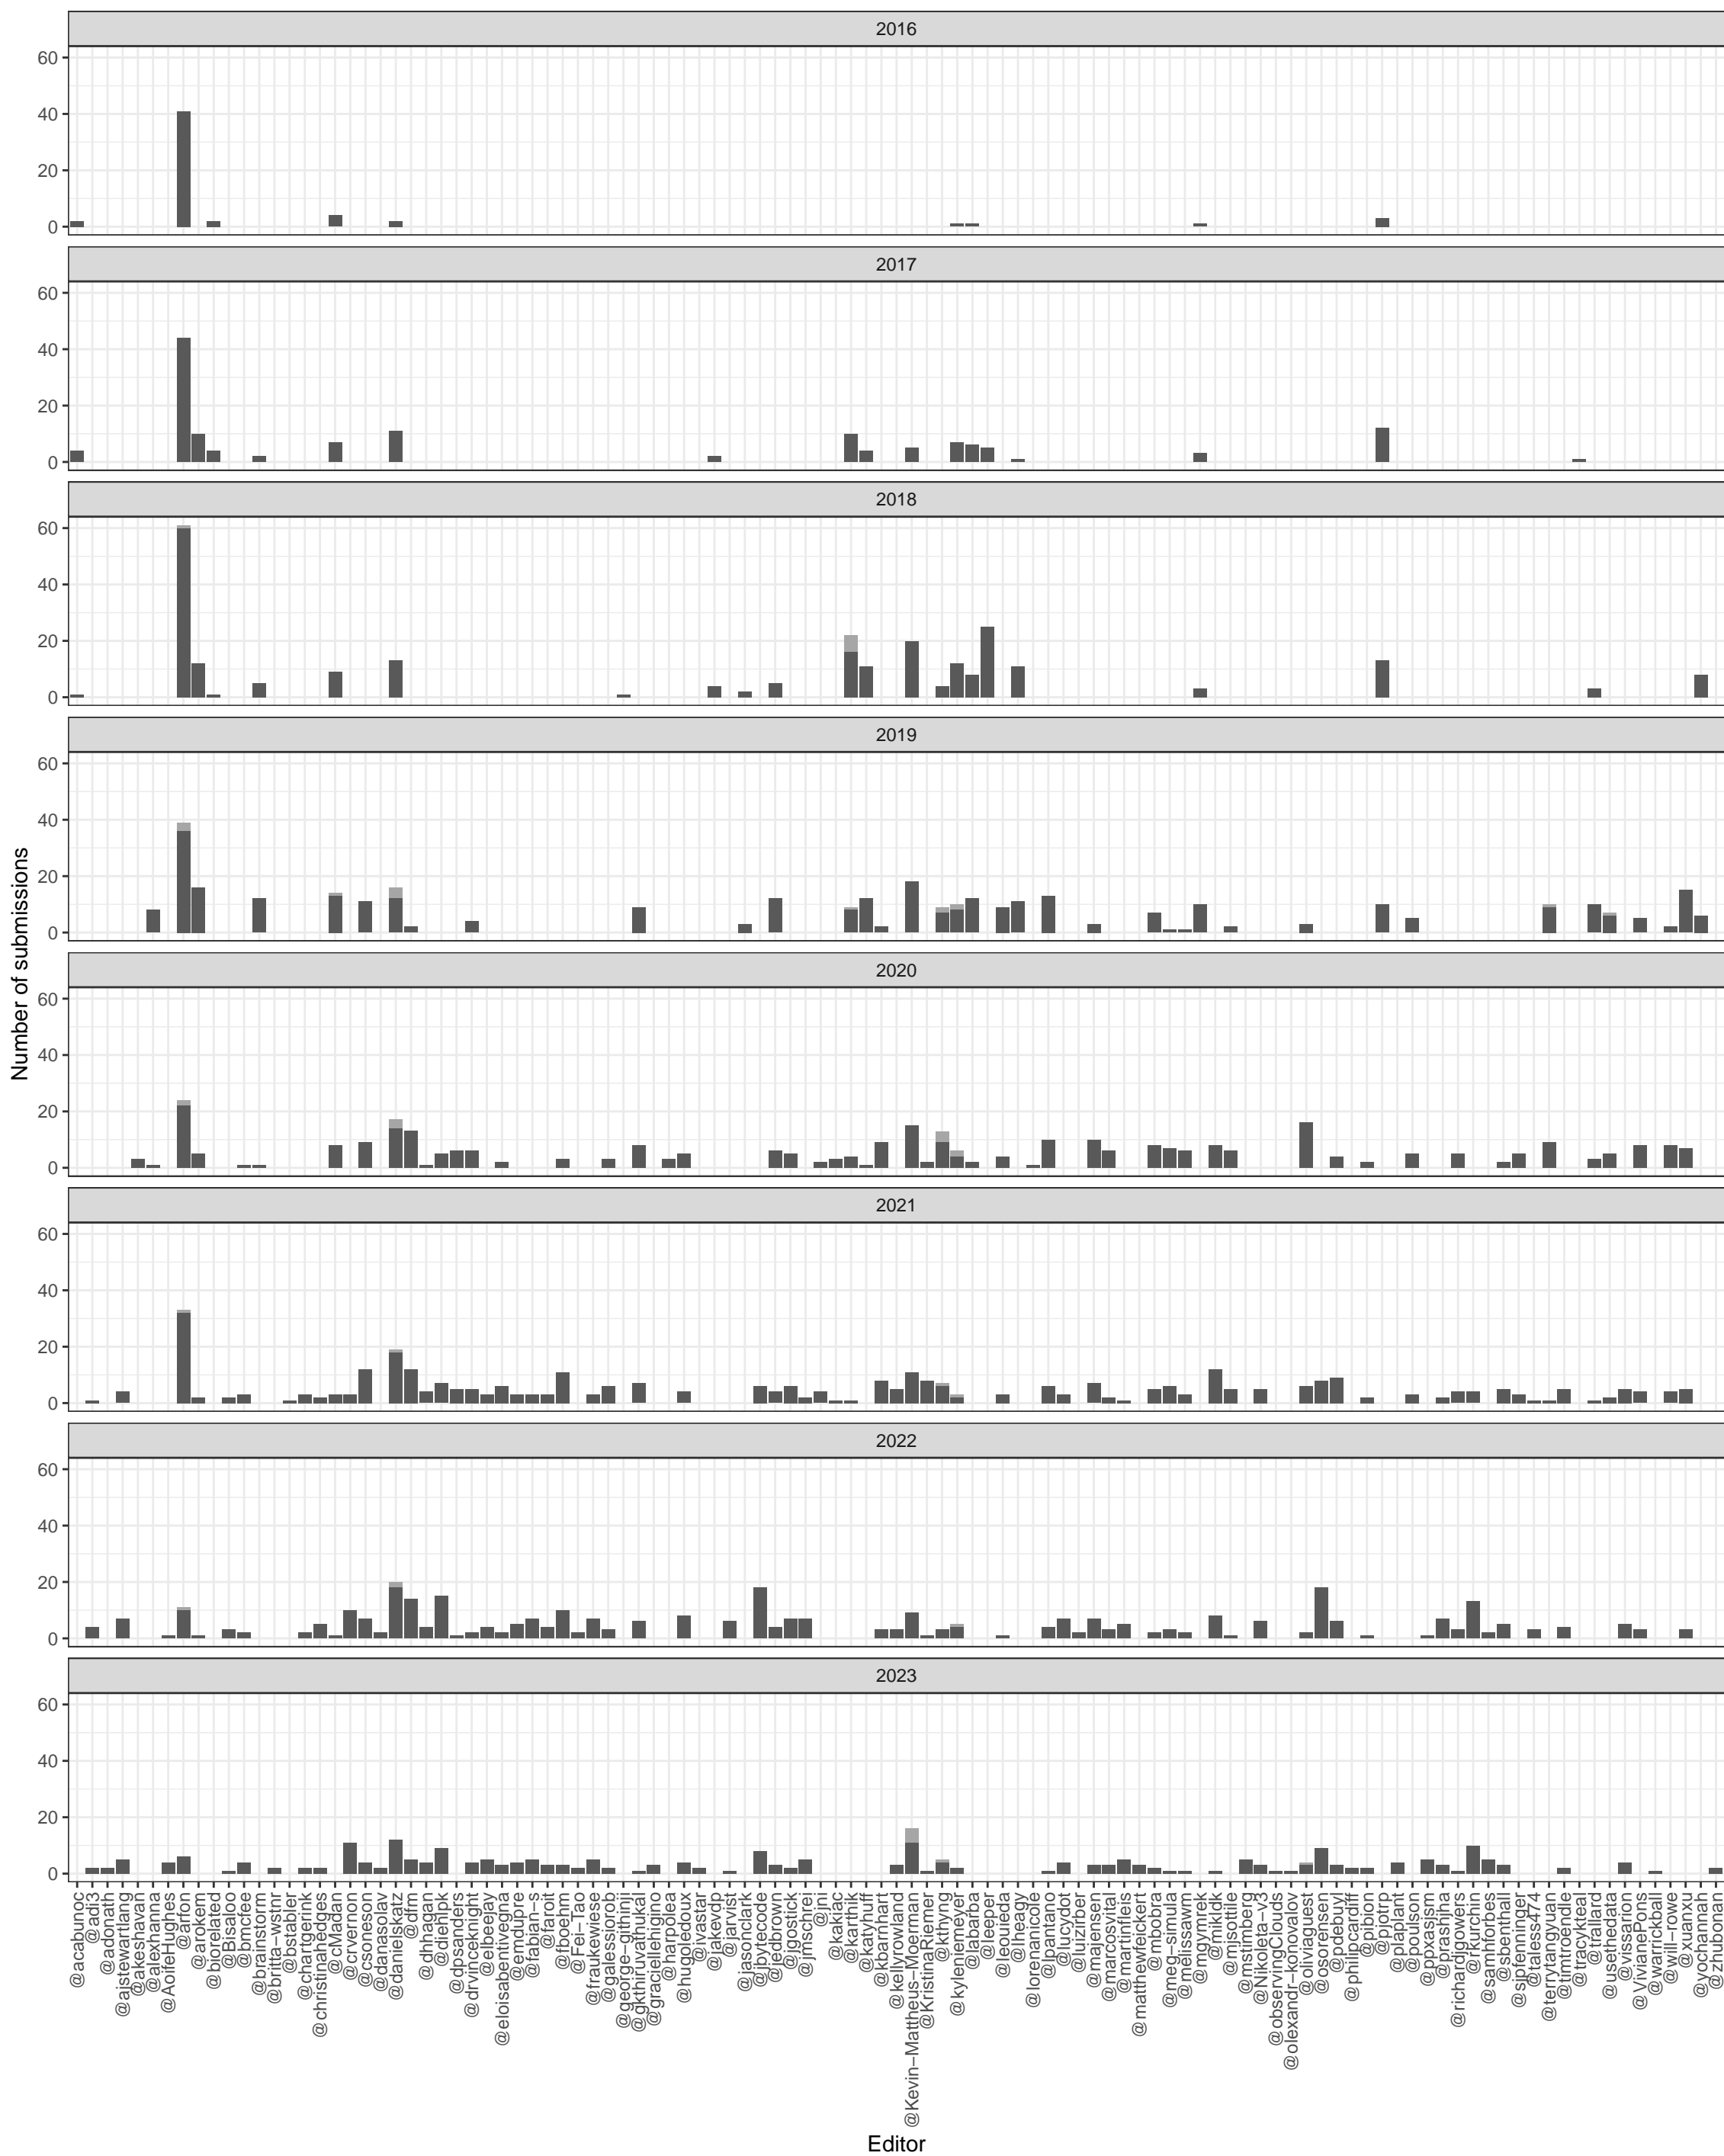 2016
60
40
20
0
2017
60
40
20
0
2018
60
40
20
0
2019
60
40
20
0
2020
60
40
20
0
2021
60
40
20
0
2022
60
40
20
0
2023
60
40
20
0
Number of submissions
@acabunoc
@adi3
@adonath
@ajstewartlang
@akeshavan
@alexhanna
@AoifeHughes
@arfon
@arokem
@biorelated
@Bisaloo
@bmcfee
@brainstorm
@britta−wstnr
@bstabler
@chartgerink
@christinahedges
@cMadan
@crvernon
@csoneson
@danasolav
@danielskatz
@dfm
@dhhagan
@diehlpk
@dpsanders
@drvinceknight
@elbeejay
@eloisabentivegna
@emdupre
@fabian−s
@faroit
@fboehm
@Fei−Tao
@fraukewiese
@galessiorob
@george−githinji
@gkthiruvathukal
@graciellehigino
@harpolea
@hugoledoux
@ivastar
@jakevdp
@jarvist
@jasonclark
@jbytecode
@jedbrown
@jgostick
@jmschrei
@jni
@kakiac
@karthik
@katyhuff
@kbarnhart
@kellyrowland
@Kevin−Mattheus−Moerman
@KristinaRiemer
@kthyng
@kyleniemeyer
@labarba
@leeper
@leouieda
@lheagy
@lorenanicole
@lpantano
@lucydot
@luizirber
@majensen
@marcosvital
@martinfleis
@matthewfeickert
@mbobra
@meg−simula
@melissawm
@mgymrek
@mikldk
@mjsottile
@mstimberg
@Nikoleta−v3
@observingClouds
@olexandr−konovalov
@oliviaguest
@osorensen
@pdebuyl
@philipcardiff
@pibion
@pjotrp
@plaplant
@poulson
@ppxasjsm
@prashjha
@richardjgowers
@rkurchin
@samhforbes
@sbenthall
@sjpfenninger
@taless474
@terrytangyuan
@timtroendle
@tracykteal
@trallard
@usethedata
@vissarion
@VivianePons
@warrickball
@will−rowe
@xuanxu
@yochannah
@zhubonan
Editor